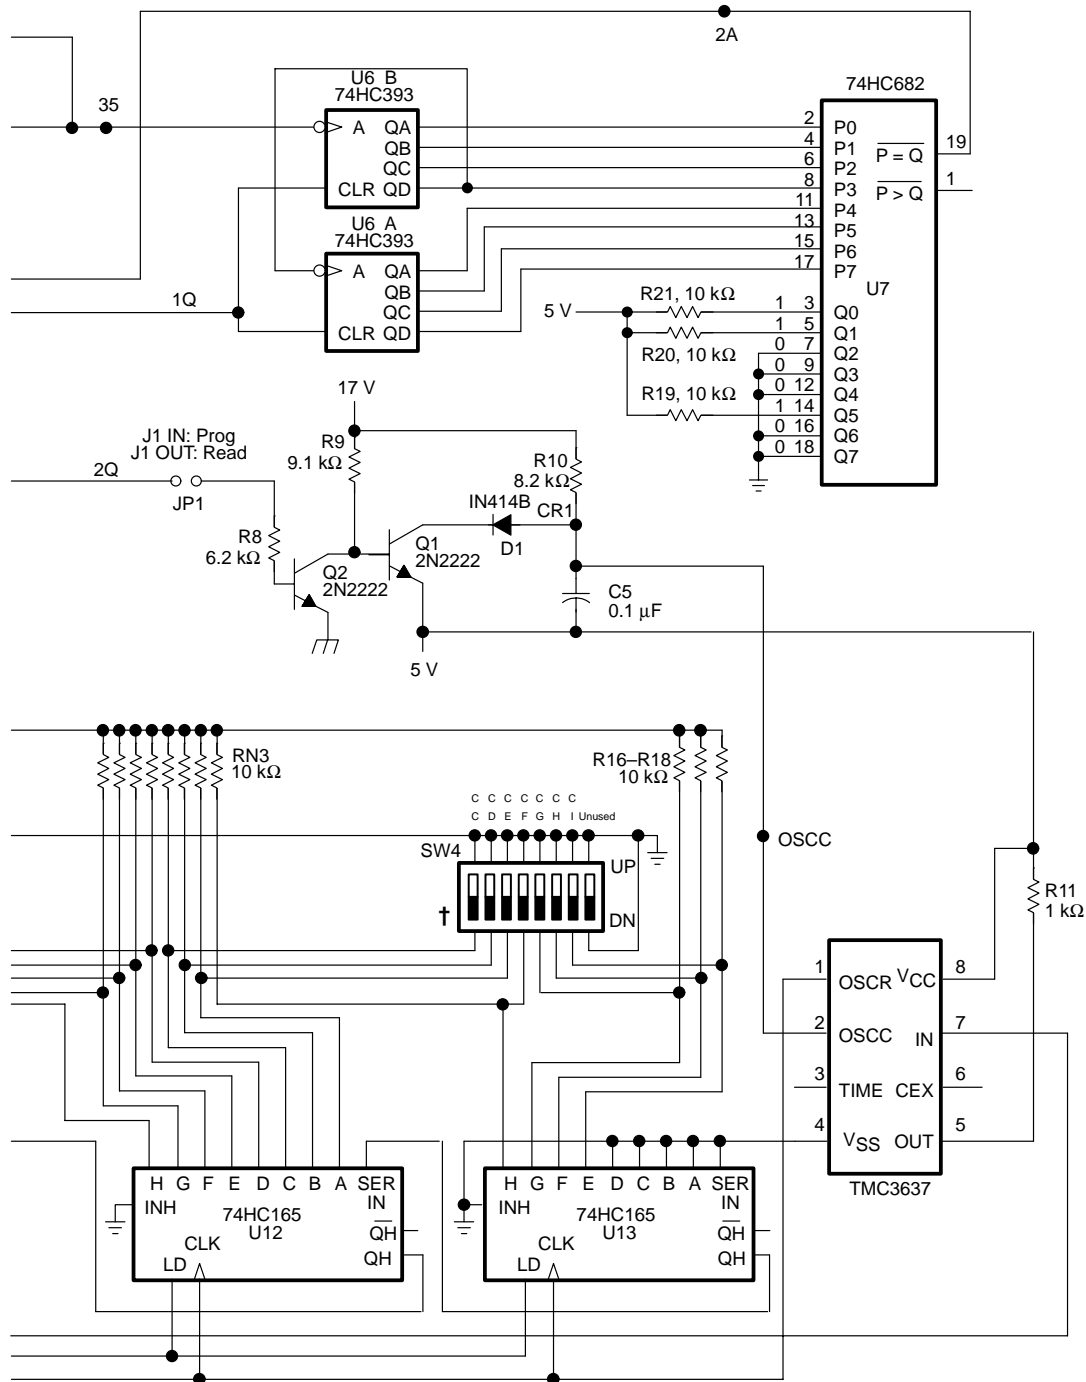 2A
U6 B
74HC393
74HC682
35
A QA
QB
QC
CLR QD
2
4
6
8
11
13
15
17
P0
P1
P2
P3
P4
P5
P6
P7
P = Q
19
P > Q
1
U6 A
74HC393
A QA
QB
QC
CLR QD
1Q
U7
5 V
R21, 10 kΩ
R20, 10 kΩ
R19, 10 kΩ
1 3 Q0
1 5 Q1
0 7 Q2
0 9 Q3
0 12 Q4
1 14 Q5
0 16 Q6
0 18 Q7
17 V
J1 IN: Prog
J1 OUT: Read
2Q
JP1
R9
9.1 kΩ
R10
8.2 kΩ
IN414B
CR1
D1
R8
6.2 kΩ
Q1
2N2222
Q2
2N2222
C5
0.1 µF
5 V
RN3
10 kΩ
R16–R18
10 kΩ
C C C C C C C
C D E F G H I Unused
SW4
UP
DN
†
OSCC
R11
1 kΩ
1 OSCR VCC 8
2 OSCC IN 7
3 TIME CEX 6
4 VSS OUT 5
TMC3637
H G F E D C B A SER
IN
INH
74HC165
U12
QH
CLK
QH
LD
H G F E D C B A SER
IN
INH
74HC165
U13
QH
CLK
QH
LD